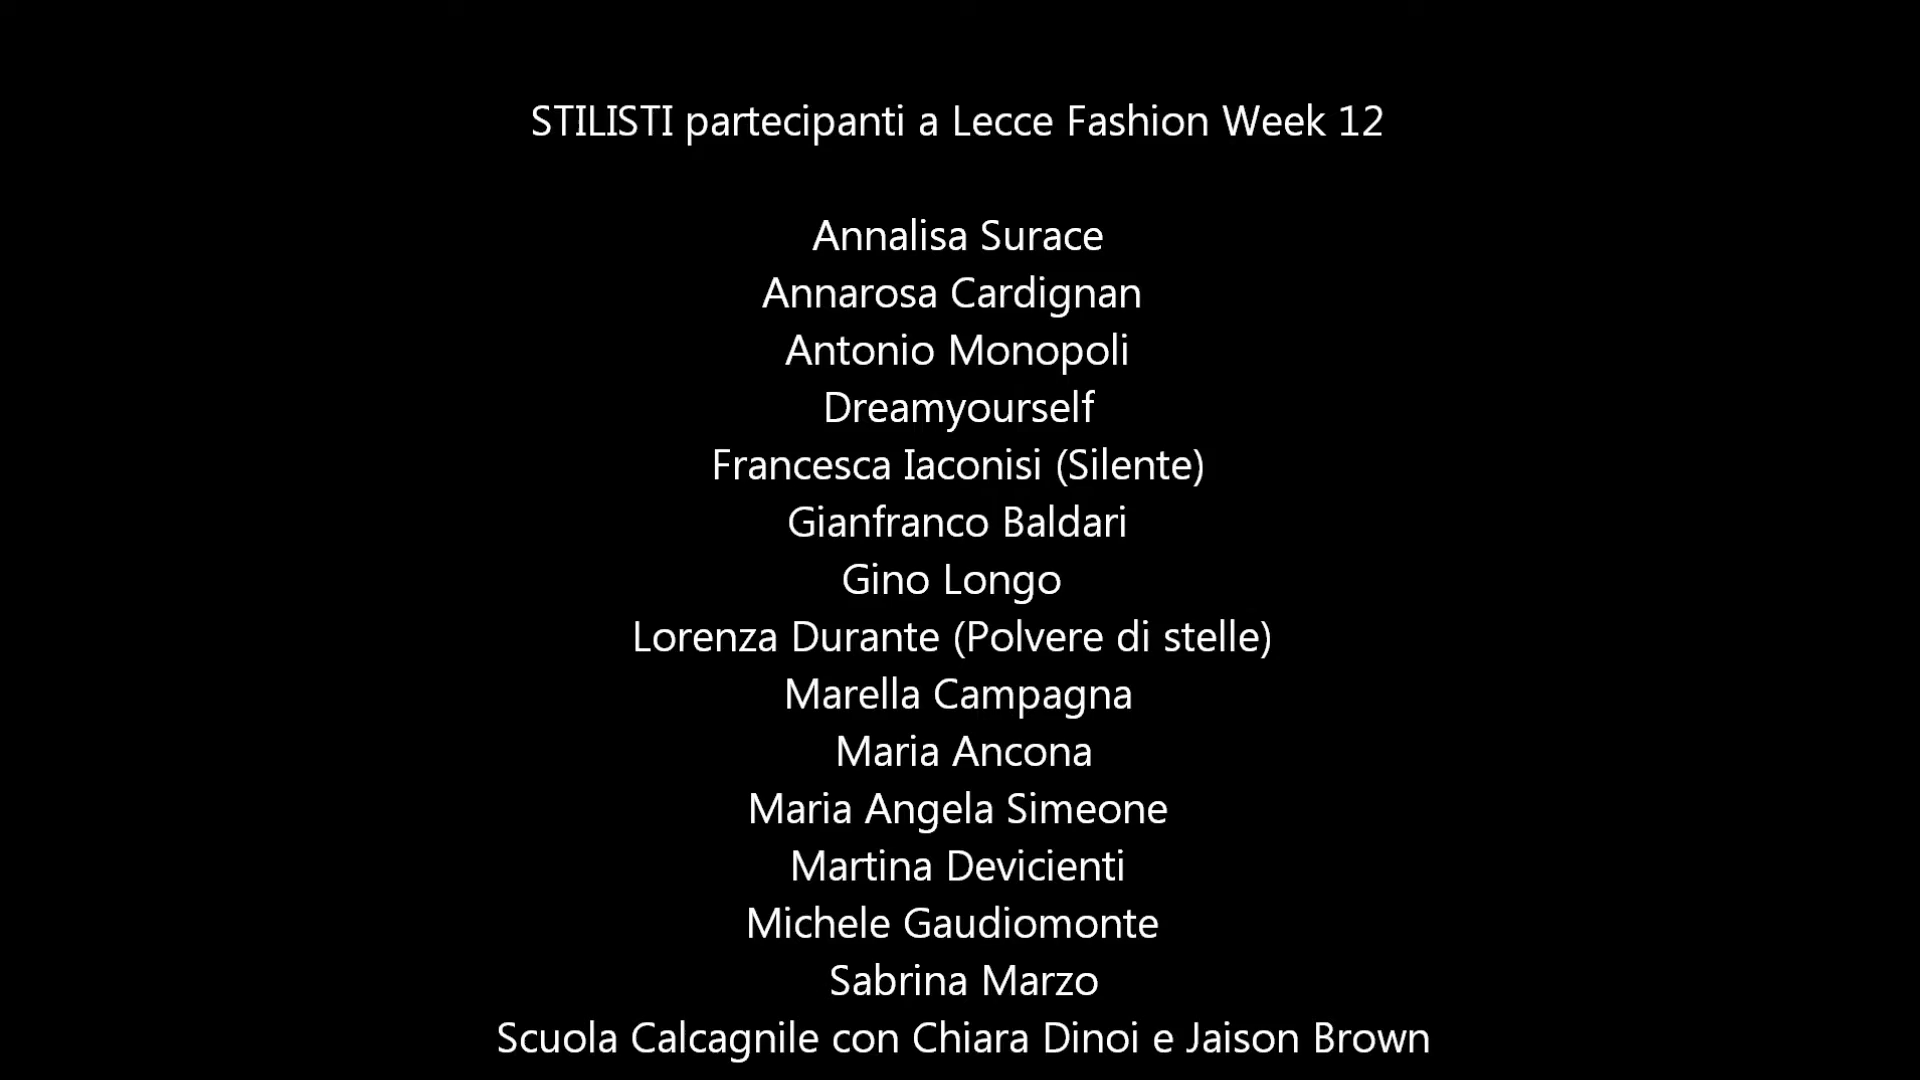 STILISTI partecipanti a Lecce Fashion Week 12
Annalisa Surace
Annarosa Cardignan
Antonio Monopoli
Dreamyourself
Francesca Iaconisi (Silente)
Gianfranco Baldari
Gino Longo
Lorenza Durante (Polvere di stelle)
Marella Campagna
Maria Ancona
Maria Angela Simeone
Martina Devicienti
Michele Gaudiomonte
Sabrina Marzo
Scuola Calcagnile con Chiara Dinoi e Jaison Brown